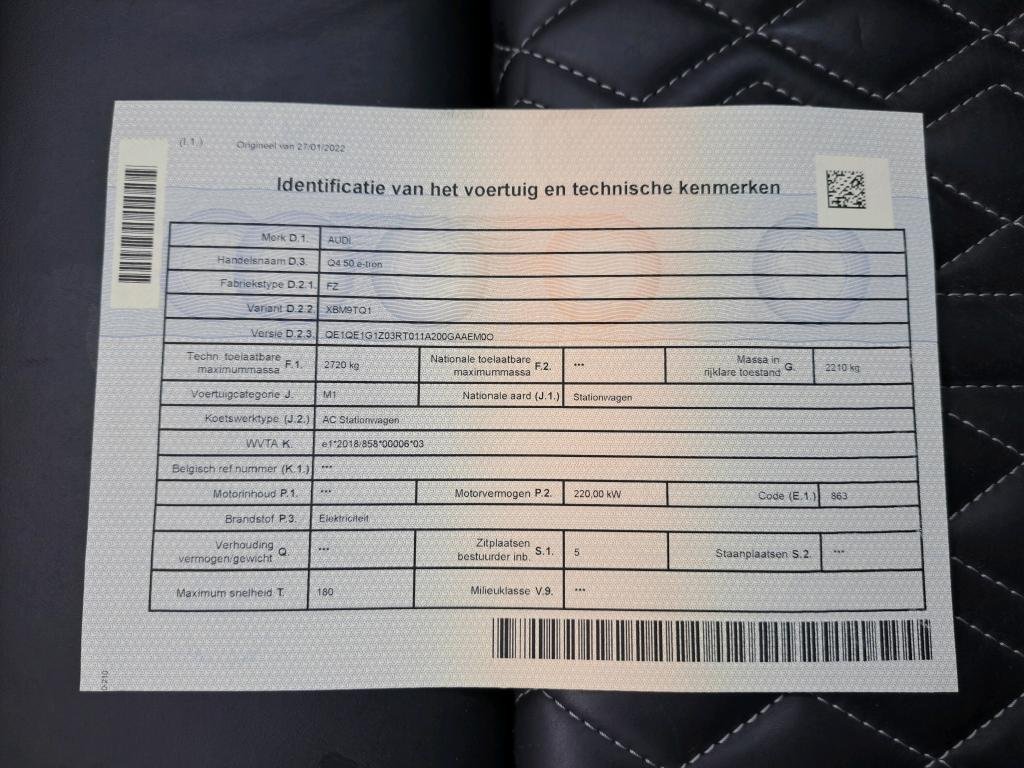 (I.1.) Origineel van 27/01/2022
Identificatie van het voertuig en technische kenmerken
Merk D.1. AUDI
Handelsnaam D.3. Q4 50 e-tron
Fabriekstype D.2.1. FZ
Variant D.2.2. XBM9TQ1
Versie D.2.3. QE1QE1G1Z03RT011A200GAAEM0O
Techn. toelaatbare maximummassa F.1. 2720 kg Nationale toelaatbare maximummassa F.2. *** Massa in rijklare toestand G. 2210 kg
Voertuigcategorie J. M1 Nationale aard (J.1.) Stationwagen
Koetswerktype (J.2.) AC Stationwagen
WVTA K. e1*2018/858*00006*03
Belgisch ref.nummer (K.1.) ***
Motorinhoud P.1. *** Motorvermogen P.2. 220,00 kW Code (E.1.) 863
Brandstof P.3. Elektriciteit
Verhouding vermogen/gewicht Q. *** Zitplaatsen bestuurder inb. S.1. 5 Staanplaatsen S.2. ***
Maximum snelheid T. 180 Milieuklasse V.9. ***